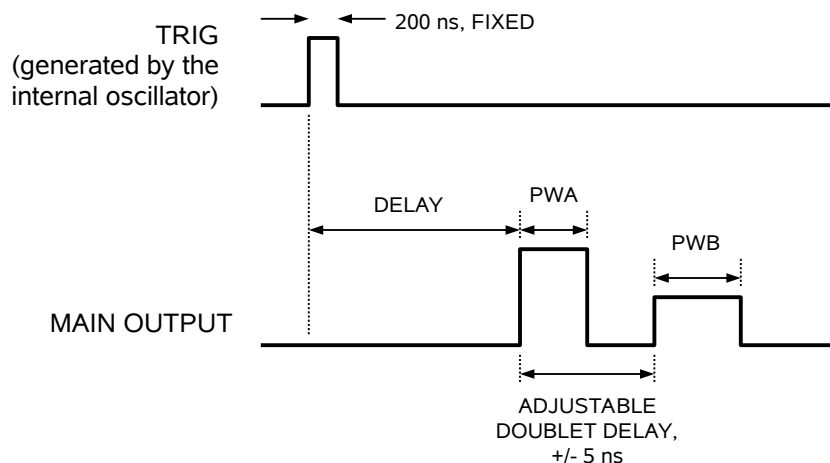 200 ns, FIXED
TRIG
(generated by the
internal oscillator)
DELAY
PWA
PWB
MAIN OUTPUT
ADJUSTABLE
DOUBLET DELAY,
+/- 5 ns